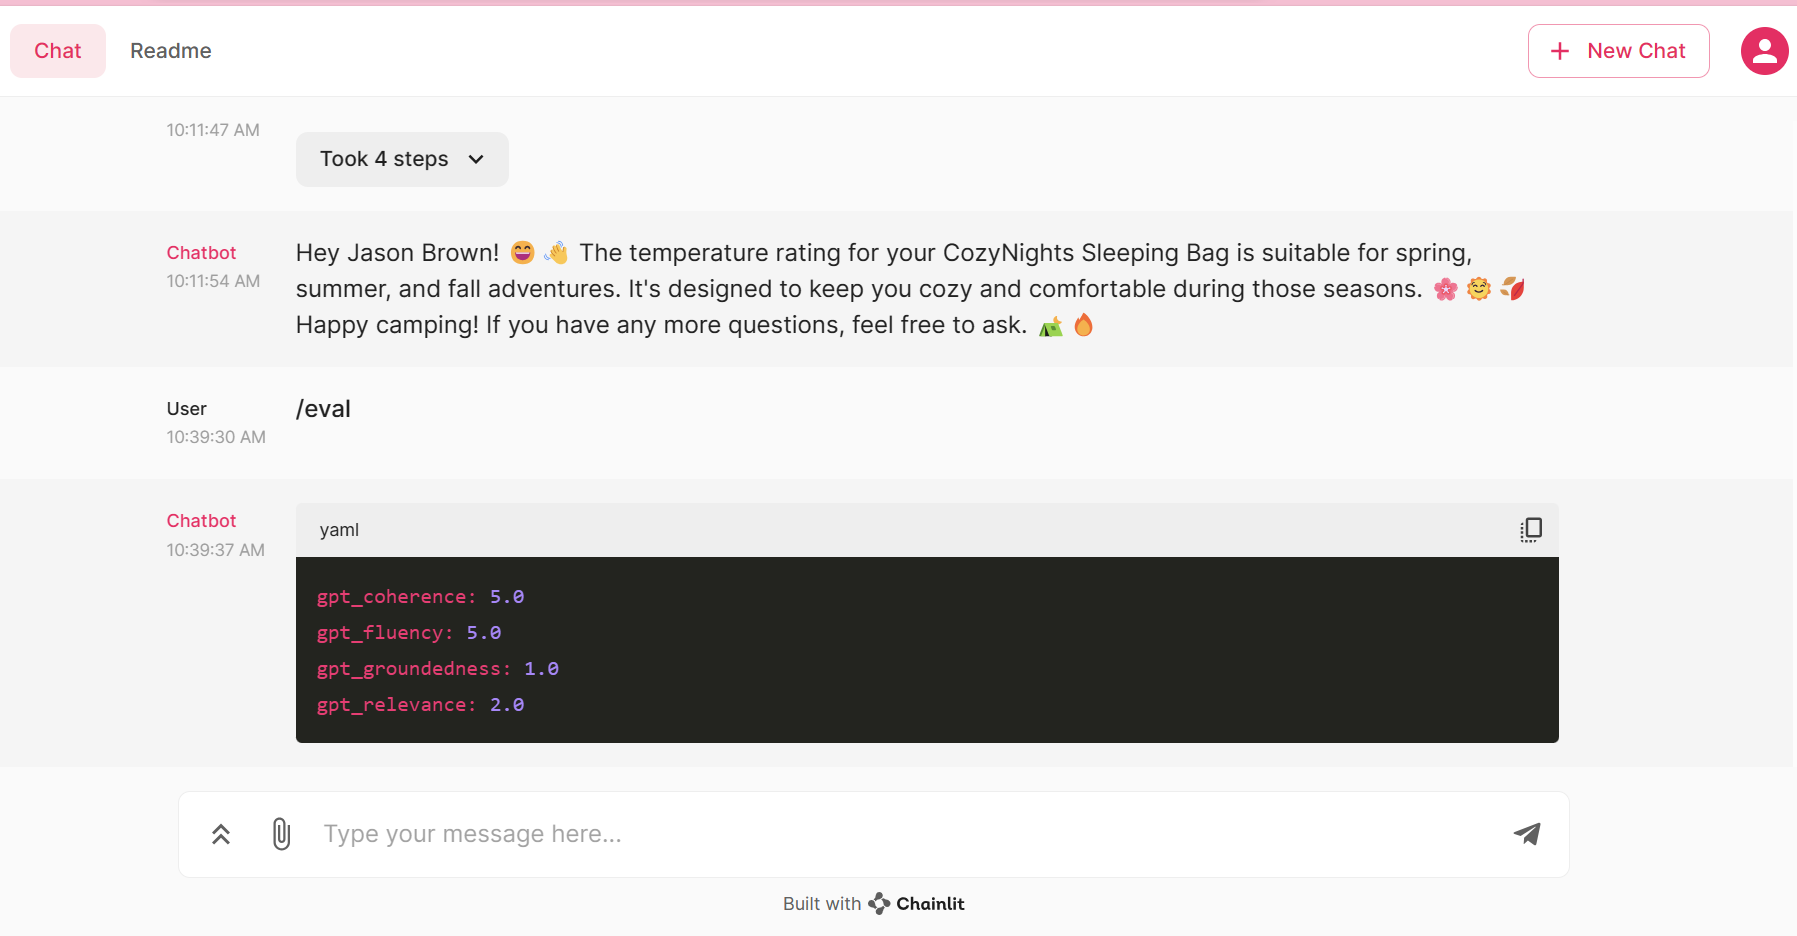 Chat
Readme
New Chat
10:11:47 AM
Took 4 steps
Chatbot
10:11:54 AM
Hey Jason Brown! 😄 👋 The temperature rating for your CozyNights Sleeping Bag is suitable for spring,
summer, and fall adventures. It's designed to keep you cozy and comfortable during those seasons. 🌸 🌞 🍂
Happy camping! If you have any more questions, feel free to ask. 🏕️ 🔥
User
10:39:30 AM
/eval
Chatbot
10:39:37 AM
yaml
gpt_coherence: 5.0
gpt_fluency: 5.0
gpt_groundedness: 1.0
gpt_relevance: 2.0
Type your message here...
Built with Chainlit